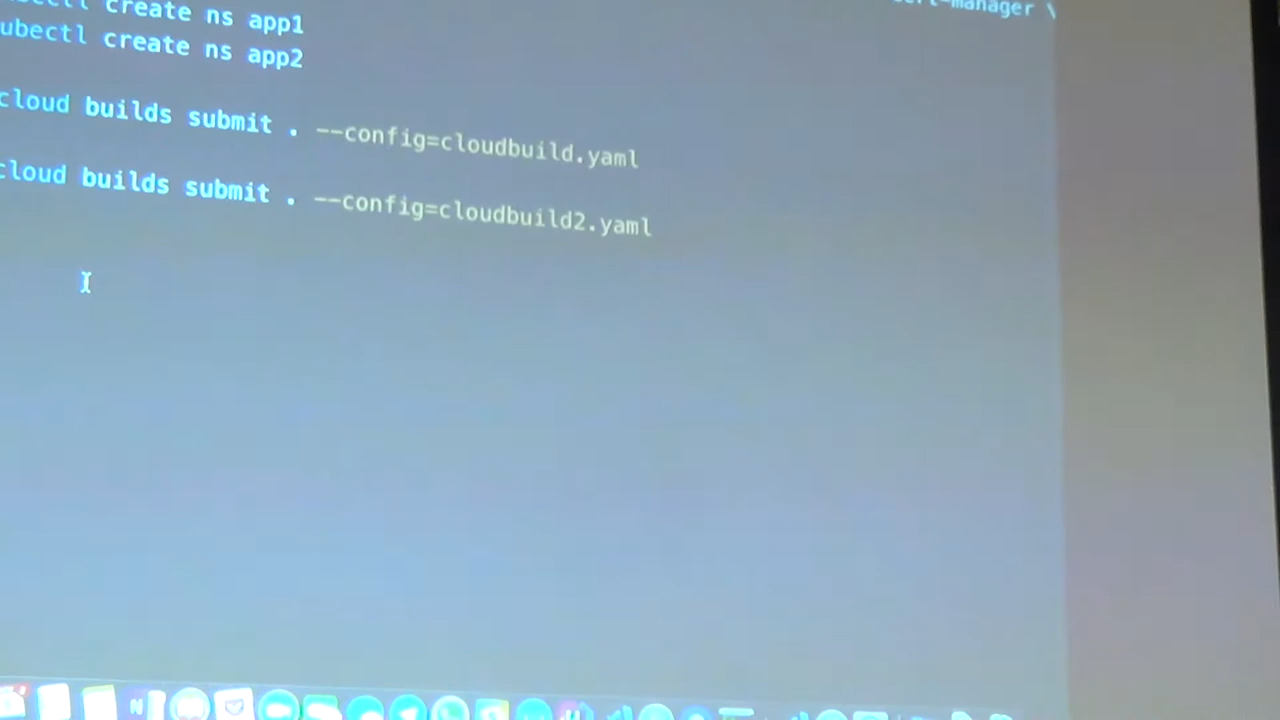 -manager \
create ns app1
ubectl create ns app2
cloud builds submit . --config=cloudbuild.yaml
cloud builds submit . --config=cloudbuild2.yaml